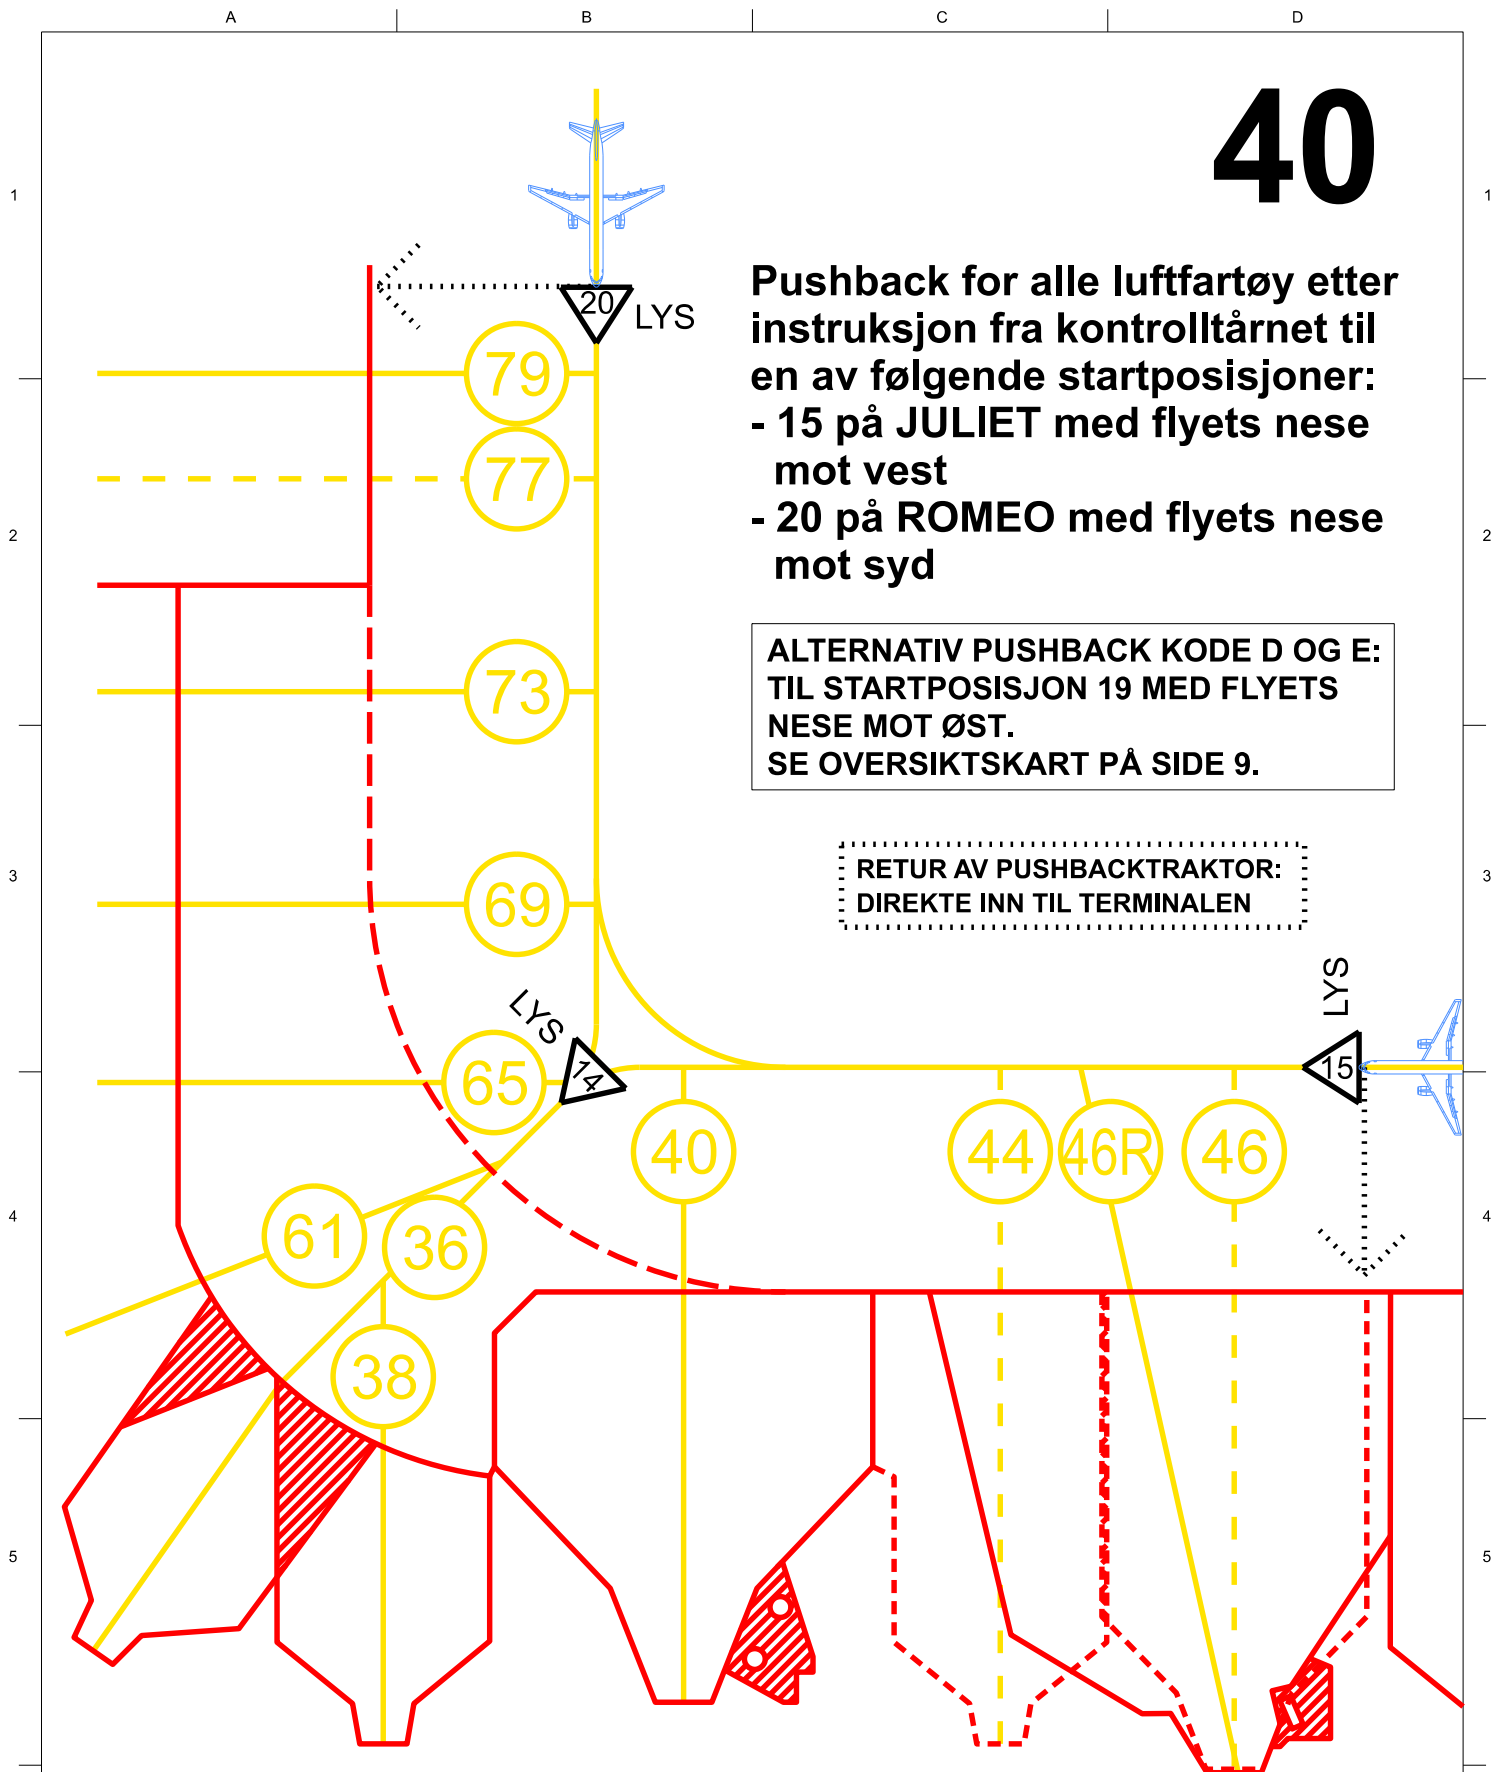 A B C D
40
1 1
Pushback for alle luftfartøy etter
instruksjon fra kontrolltårnet til
en av følgende startposisjoner:
- 15 på JULIET med flyets nese
mot vest
- 20 på ROMEO med flyets nese
mot syd
20 LYS
79
77
2 2
ALTERNATIV PUSHBACK KODE D OG E:
TIL STARTPOSISJON 19 MED FLYETS
NESE MOT ØST.
SE OVERSIKTSKART PÅ SIDE 9.
73
RETUR AV PUSHBACKTRAKTOR:
DIREKTE INN TIL TERMINALEN
3 3
69
LYS
14
LYS
15
65
40
44
46R
46
4 4
61
36
38
5 5